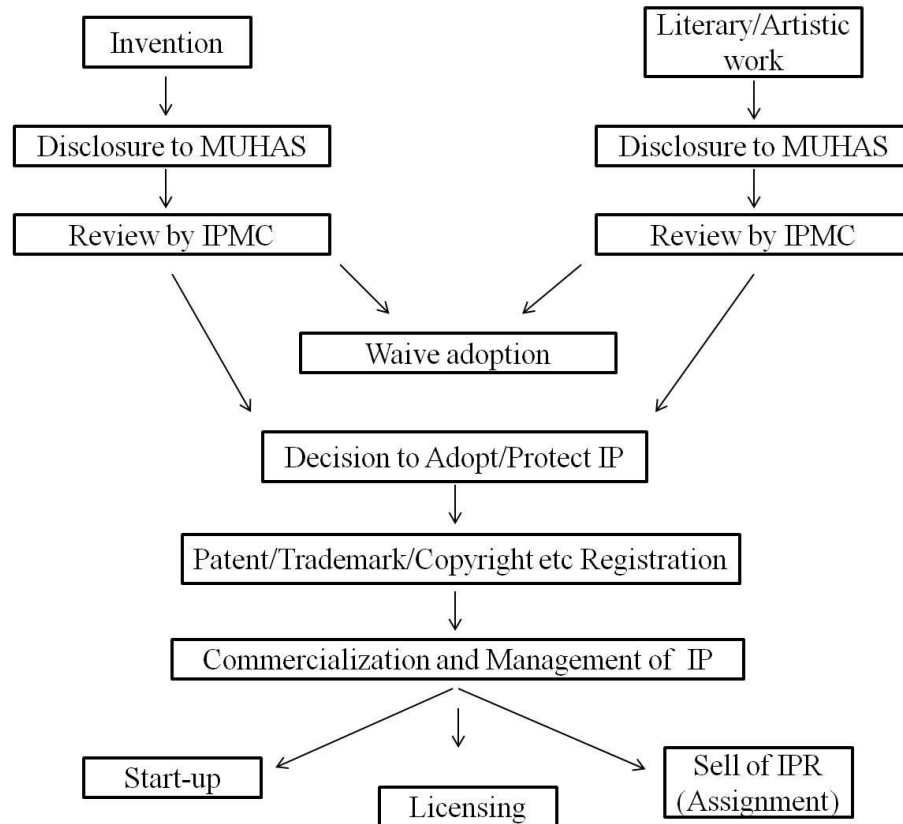 Invention
Literary/Artistic
work
Disclosure to MUHAS
Disclosure to MUHAS
Review by IPMC
Review by IPMC
Waive adoption
Decision to Adopt/Protect IP
Patent/Trademark/Copyright etc Registration
Commercialization and Management of IP
Start-up
Licensing
Sell of IPR
(Assignment)